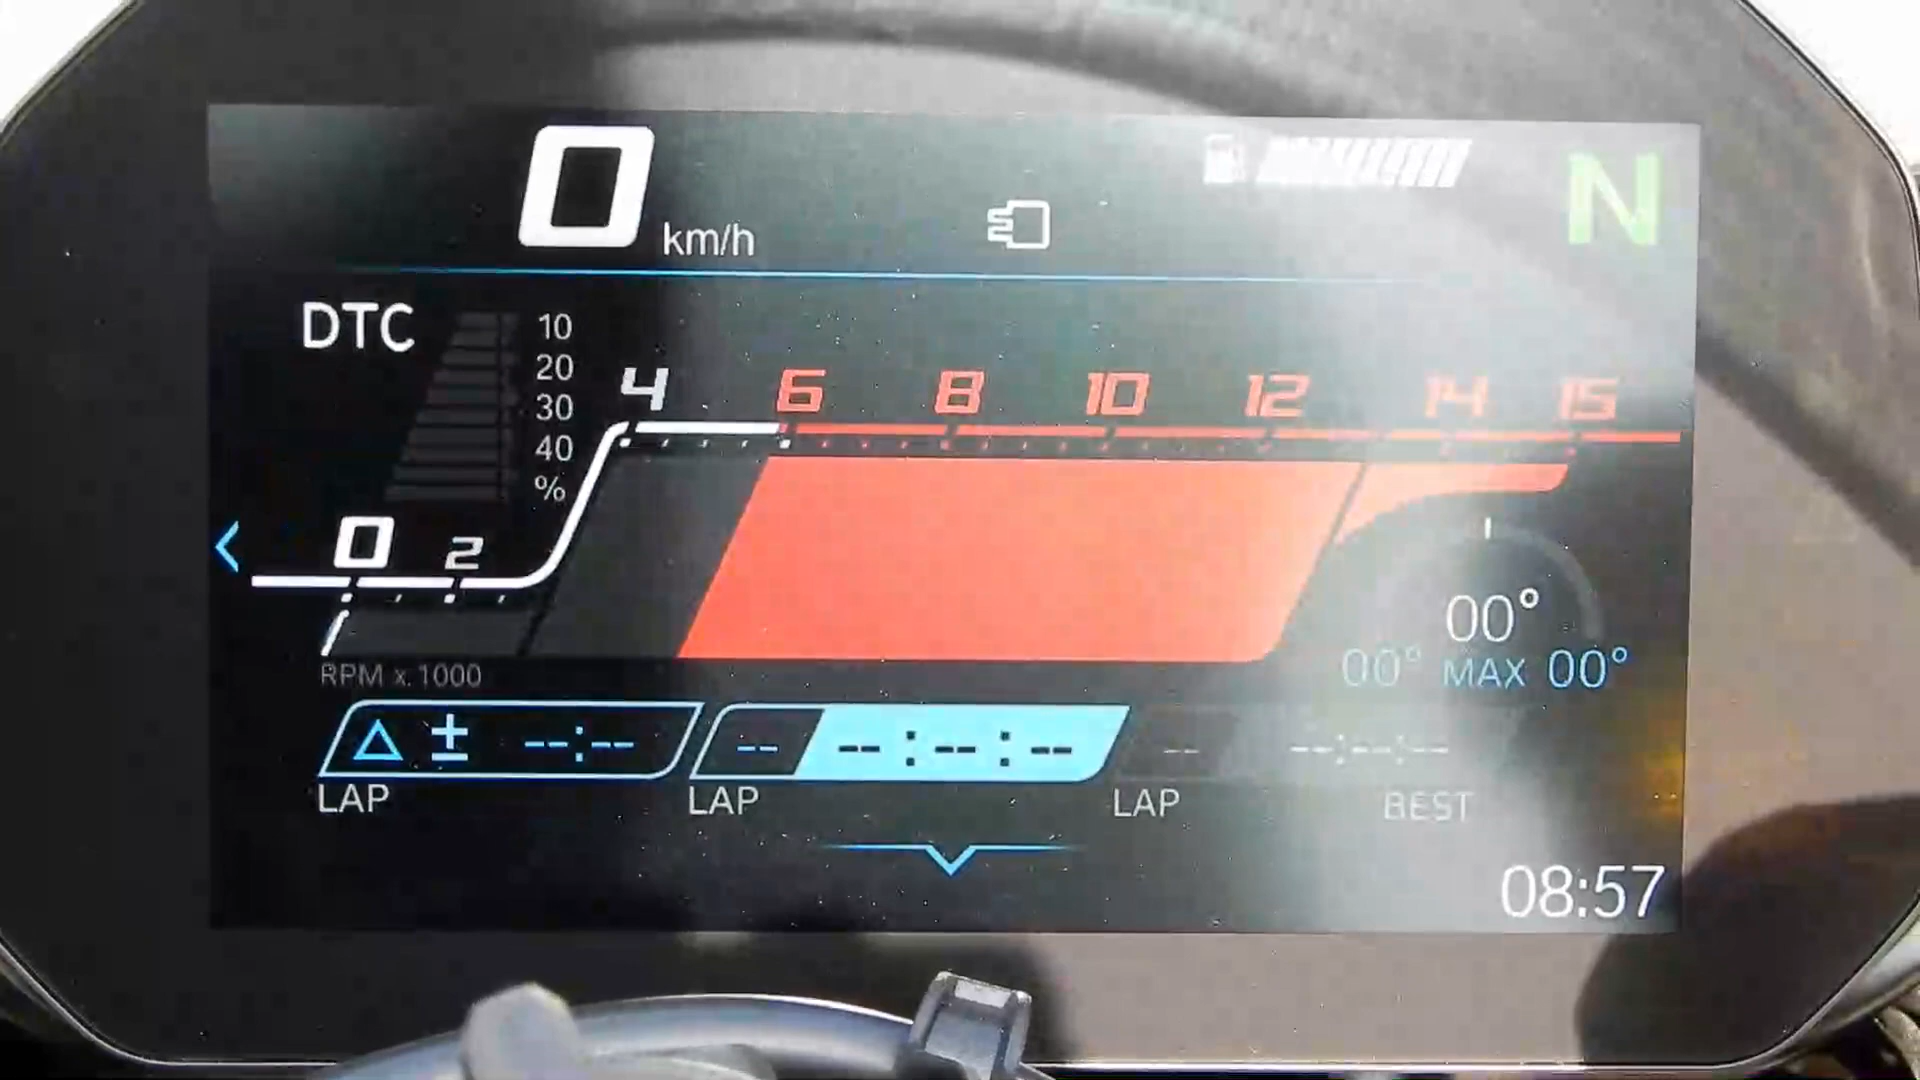 0 km/h
N
DTC
10
20
30
40
%
0 2 4 6 8 10 12 14 15
RPM x 1000
00°
00° MAX 00°
△ ± --:--
-- --:--:--
-- --:--:--
LAP LAP LAP BEST
08:57